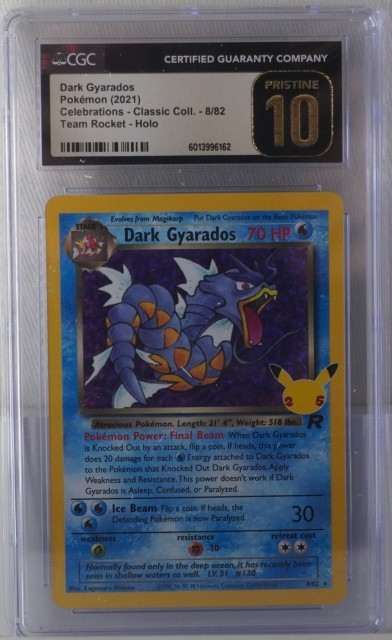 CGC
CERTIFIED GUARANTY COMPANY
Dark Gyarados
Pokémon (2021)
Celebrations - Classic Coll. - 8/82
Team Rocket - Holo
6013996162
PRISTINE
10
Evolves from Magikarp Put Dark Gyarados on the Basic Pokémon
STAGE 1
Dark Gyarados 70 HP
25
R
Atrocious Pokémon. Length: 21' 4", Weight: 518 lbs.
Pokémon Power: Final Beam When Dark Gyarados
is Knocked Out by an attack, flip a coin. If heads, this power
does 20 damage for each Energy attached to Dark Gyarados
to the Pokémon that Knocked Out Dark Gyarados. Apply
Weakness and Resistance. This power doesn't work if Dark
Gyarados is Asleep, Confused, or Paralyzed.
Ice Beam Flip a coin. If heads, the
Defending Pokémon is now Paralyzed.
30
weakness resistance retreat cost
-30
Normally found only in the deep ocean, it has recently been
seen in shallow waters as well. LV. 31 #130
8/82